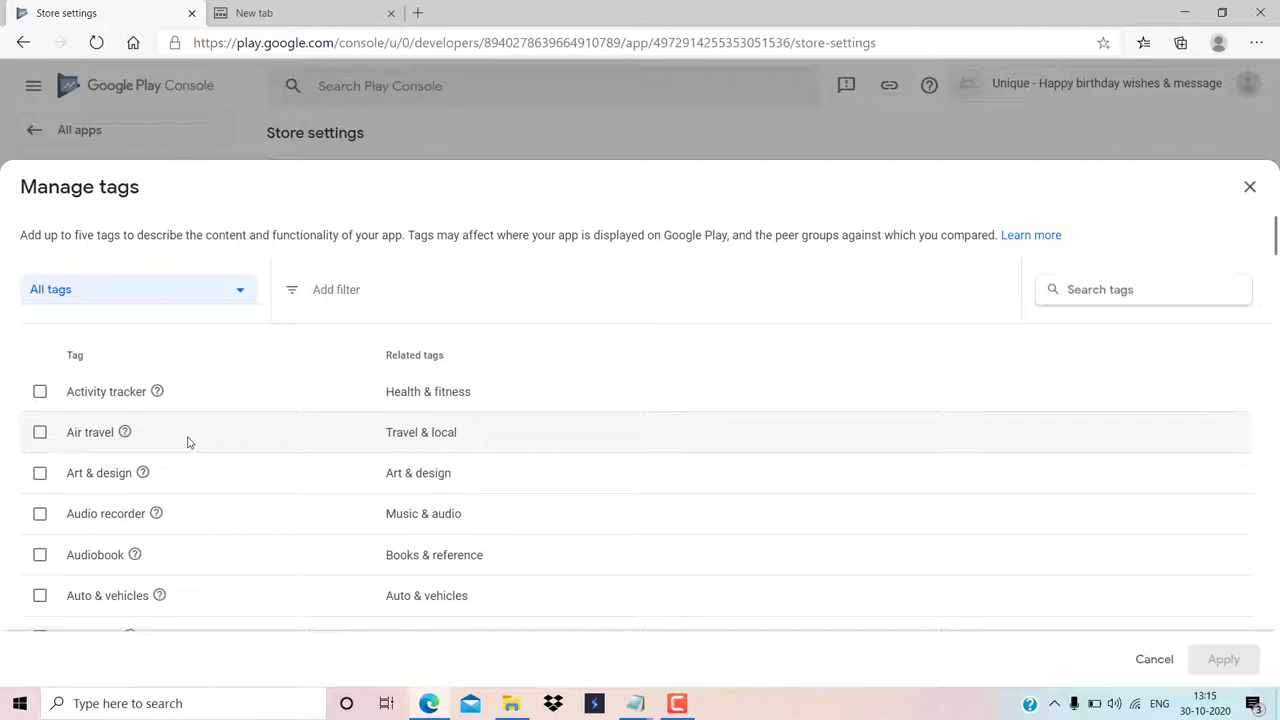 Store settings
New tab
https://play.google.com/console/u/0/developers/8940278639664910789/app/4972914255353051536/store-settings
Google Play Console
Search Play Console
Unique - Happy birthday wishes & message
All apps
Store settings
Manage tags
Add up to five tags to describe the content and functionality of your app. Tags may affect where your app is displayed on Google Play, and the peer groups against which you compared. Learn more
All tags
Add filter
Search tags
Tag Related tags
Activity tracker Health & fitness
Air travel Travel & local
Art & design Art & design
Audio recorder Music & audio
Audiobook Books & reference
Auto & vehicles Auto & vehicles
Cancel Apply
Type here to search
ENG
13:15
30-10-2020
3